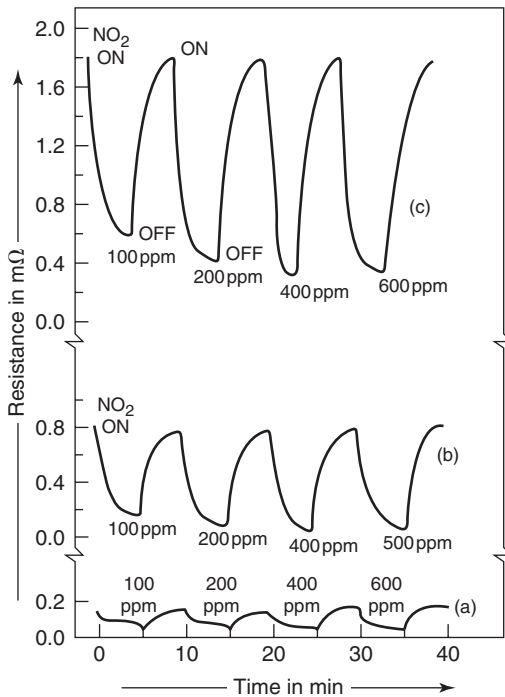 2.0
NO2
ON
ON
1.6
1.2
0.8
OFF
100 ppm
OFF
200 ppm
400 ppm
600 ppm
(c)
0.4
0.0
Resistance in mΩ
NO2
ON
0.8
(b)
0.4
100 ppm
200 ppm
400 ppm
500 ppm
0.0
100
ppm
200
ppm
400
ppm
600
ppm
(a)
0.2
0.0
0 10 20 30 40
Time in min